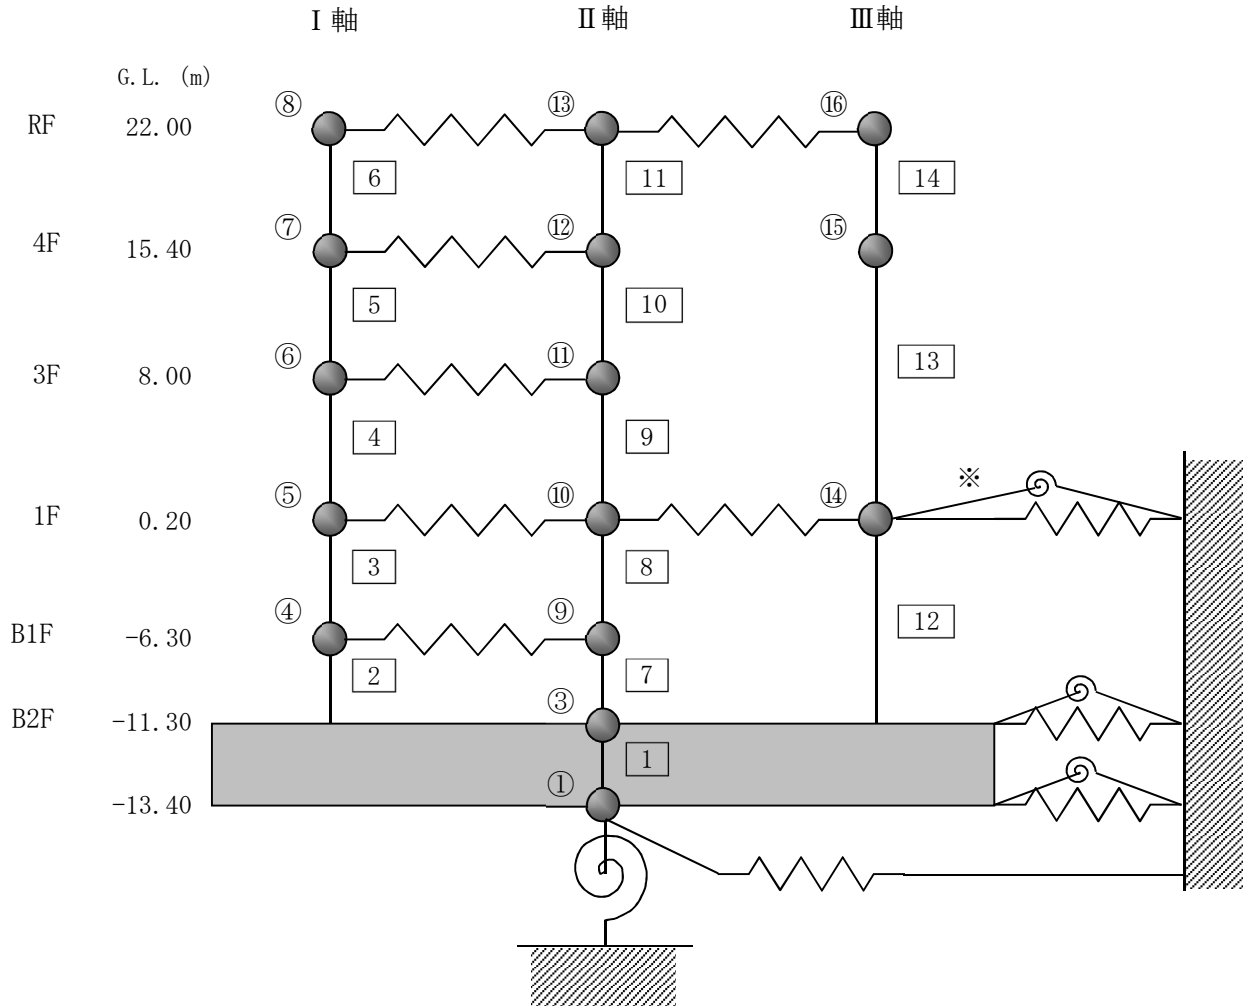 Ⅰ軸 Ⅱ軸 Ⅲ軸
G.L. (m)
RF 22.00 ⑧ ⑬ ⑯
6 11 14
4F 15.40 ⑦ ⑫ ⑮
5 10
3F 8.00 ⑥ ⑪
13
4 9
※
1F 0.20 ⑤ ⑩ ⑭
3 8
B1F -6.30 ④ ⑨
12
2 7
B2F -11.30 ③
1
-13.40 ①